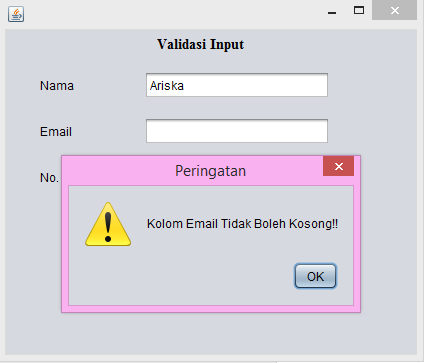 Validasi Input
Nama
Ariska
Email
No.
Peringatan
Kolom Email Tidak Boleh Kosong!!
OK